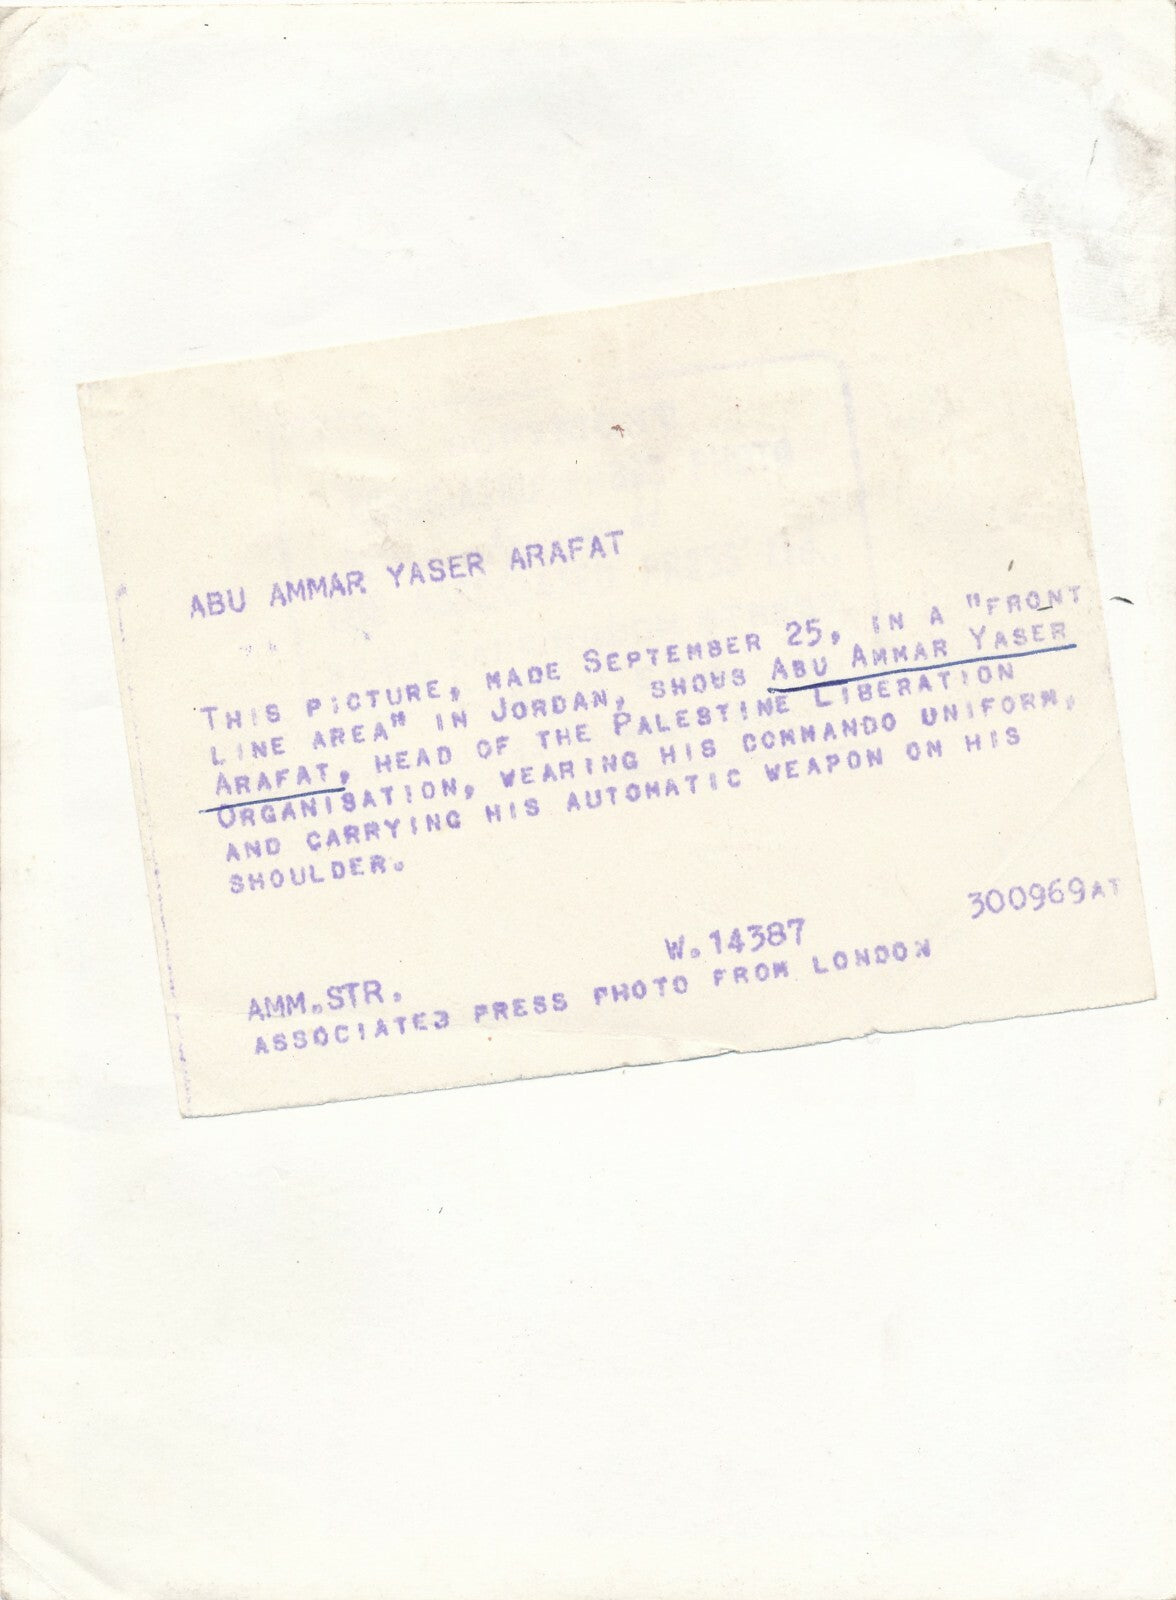 ABU AMMAR YASER ARAFAT
THIS PICTURE, MADE SEPTEMBER 25, IN A "FRONT
LINE AREA" IN JORDAN, SHOWS ABU AMMAR YASER
ARAFAT, HEAD OF THE PALESTINE LIBERATION
ORGANISATION, WEARING HIS COMMANDO UNIFORM,
AND CARRYING HIS AUTOMATIC WEAPON ON HIS
SHOULDER.
W.14387 300969AT
AMM.STR.
ASSOCIATED PRESS PHOTO FROM LONDON